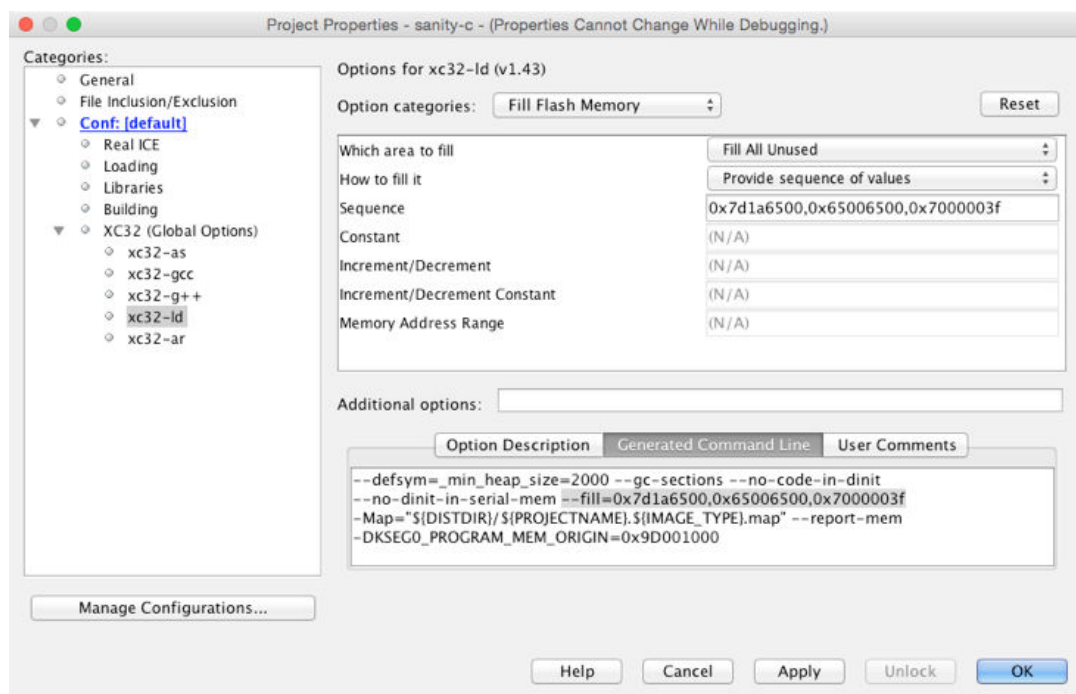 Project Properties - sanity-c - (Properties Cannot Change While Debugging.)
Categories:
General
File Inclusion/Exclusion
Conf: [default]
Real ICE
Loading
Libraries
Building
XC32 (Global Options)
xc32-as
xc32-gcc
xc32-g++
xc32-ld
xc32-ar
Manage Configurations...
Options for xc32-ld (v1.43)
Option categories: Fill Flash Memory Reset
Which area to fill Fill All Unused
How to fill it Provide sequence of values
Sequence 0x7d1a6500,0x65006500,0x7000003f
Constant (N/A)
Increment/Decrement (N/A)
Increment/Decrement Constant (N/A)
Memory Address Range (N/A)
Additional options:
Option Description Generated Command Line User Comments
--defsym=_min_heap_size=2000 --gc-sections --no-code-in-dinit
--no-dinit-in-serial-mem --fill=0x7d1a6500,0x65006500,0x7000003f
-Map="${DISTDIR}/${PROJECTNAME}.${IMAGE_TYPE}.map" --report-mem
-DKSEG0_PROGRAM_MEM_ORIGIN=0x9D001000
Help Cancel Apply Unlock OK